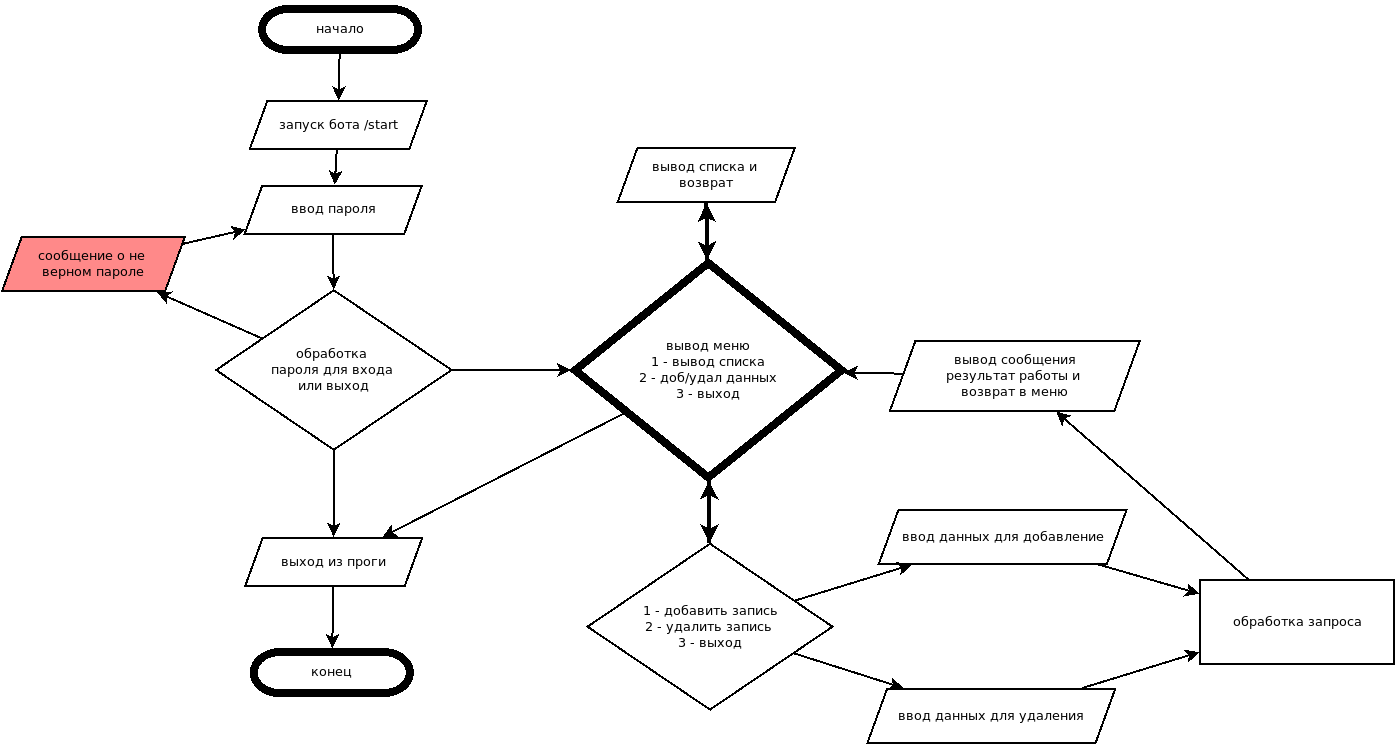 начало
запуск бота /start
ввод пароля
сообщение о не
верном пароле
обработка
пароля для входа
или выход
выход из проги
конец
вывод списка и
возврат
вывод меню
1 - вывод списка
2 - доб/удал данных
3 - выход
1 - добавить запись
2 - удалить запись
3 - выход
вывод сообщения
результат работы и
возврат в меню
ввод данных для добавление
ввод данных для удаления
обработка запроса